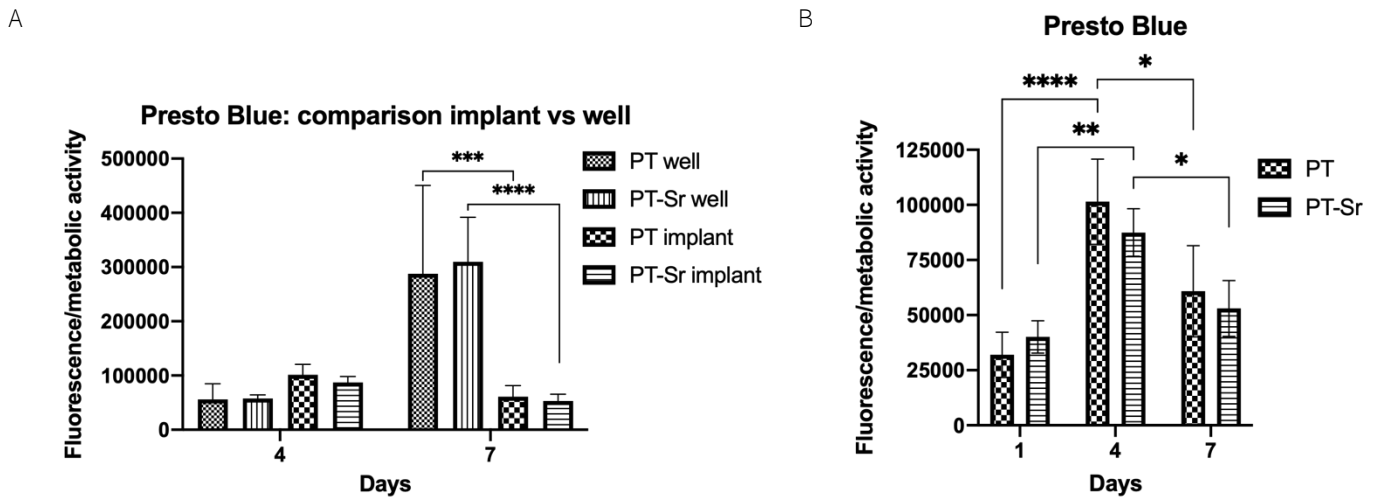 A
Presto Blue: comparison implant vs well
Fluorescence/metabolic activity
500000
400000
300000
200000
100000
0
***
****
4
7
Days
PT well
PT-Sr well
PT implant
PT-Sr implant
B
Presto Blue
Fluorescence/metabolic activity
125000
100000
75000
50000
25000
0
****
*
**
*
1
4
7
Days
PT
PT-Sr